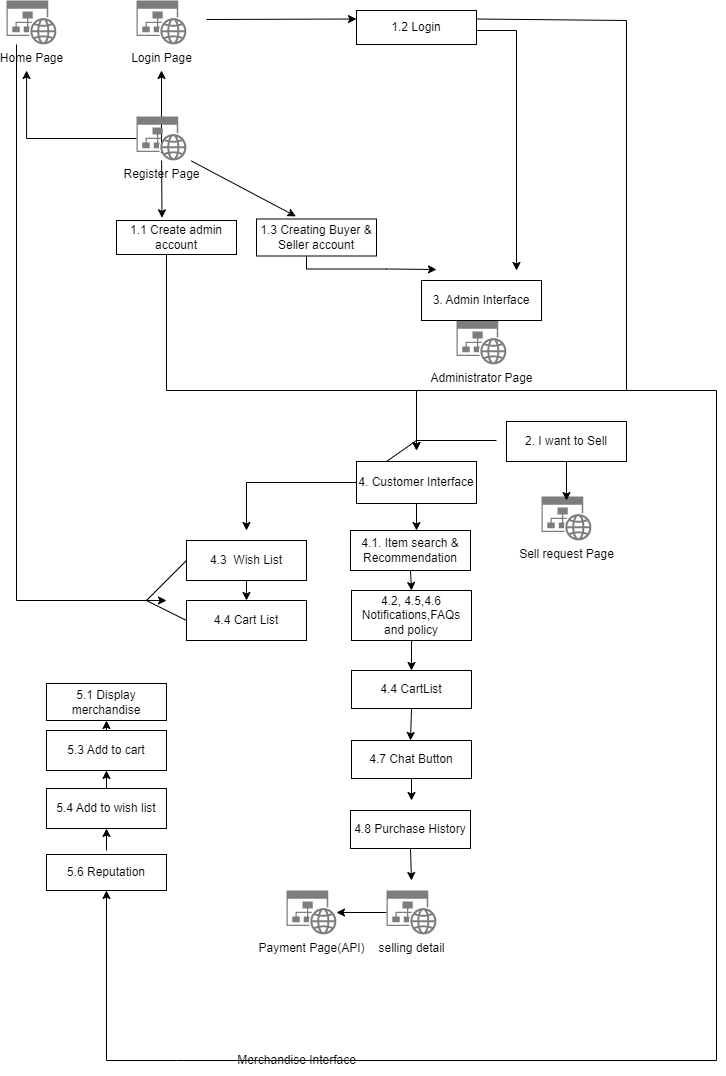 Home Page
Login Page
1.2 Login
Register Page
1.1 Create admin
account
1.3 Creating Buyer &
Seller account
3. Admin Interface
Administrator Page
2. I want to Sell
4. Customer Interface
Sell request Page
4.3  Wish List
4.1. Item search &
Recommendation
4.4 Cart List
4.2, 4.5,4.6
Notifications,FAQs
and policy
5.1 Display
merchandise
4.4 CartList
5.3 Add to cart
4.7 Chat Button
5.4 Add to wish list
4.8 Purchase History
5.6 Reputation
Payment Page(API)
selling detail
Merchandise Interface